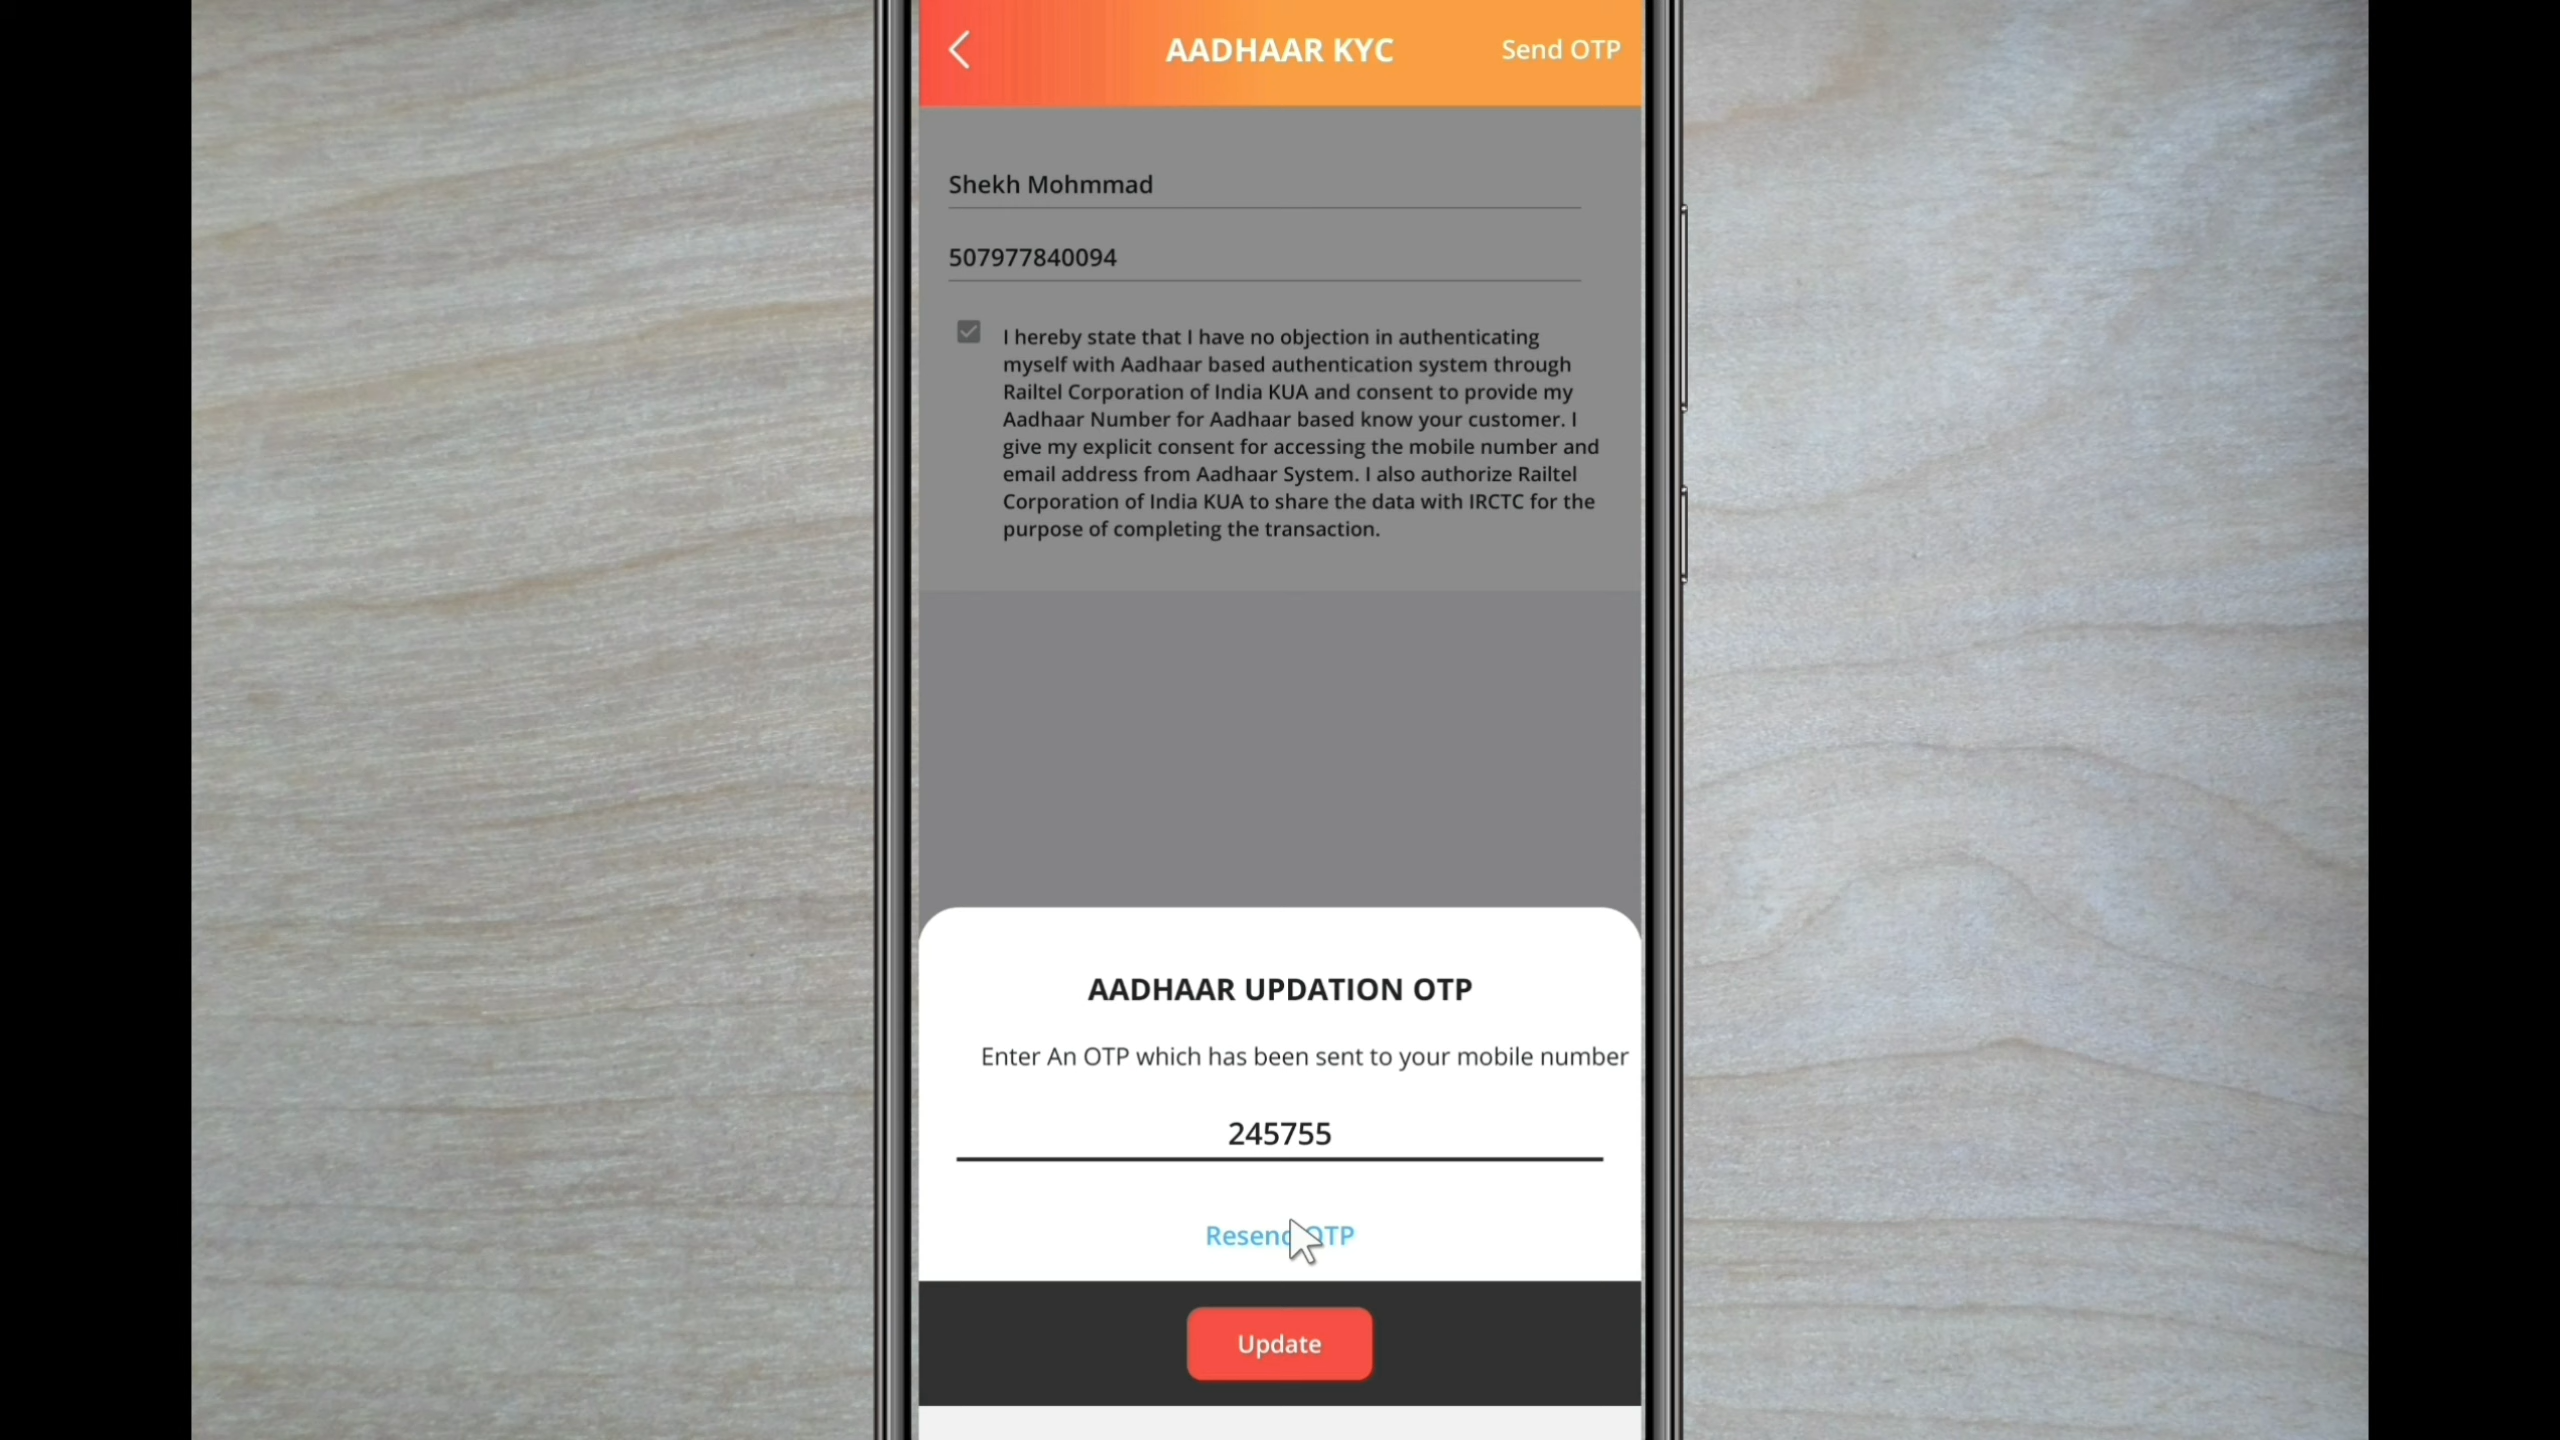 AADHAAR KYC
Send OTP
Shekh Mohmmad
507977840094
I hereby state that I have no objection in authenticating
myself with Aadhaar based authentication system through
Railtel Corporation of India KUA and consent to provide my
Aadhaar Number for Aadhaar based know your customer. I
give my explicit consent for accessing the mobile number and
email address from Aadhaar System. I also authorize Railtel
Corporation of India KUA to share the data with IRCTC for the
purpose of completing the transaction.
AADHAAR UPDATION OTP
Enter An OTP which has been sent to your mobile number
245755
Resend OTP
Update